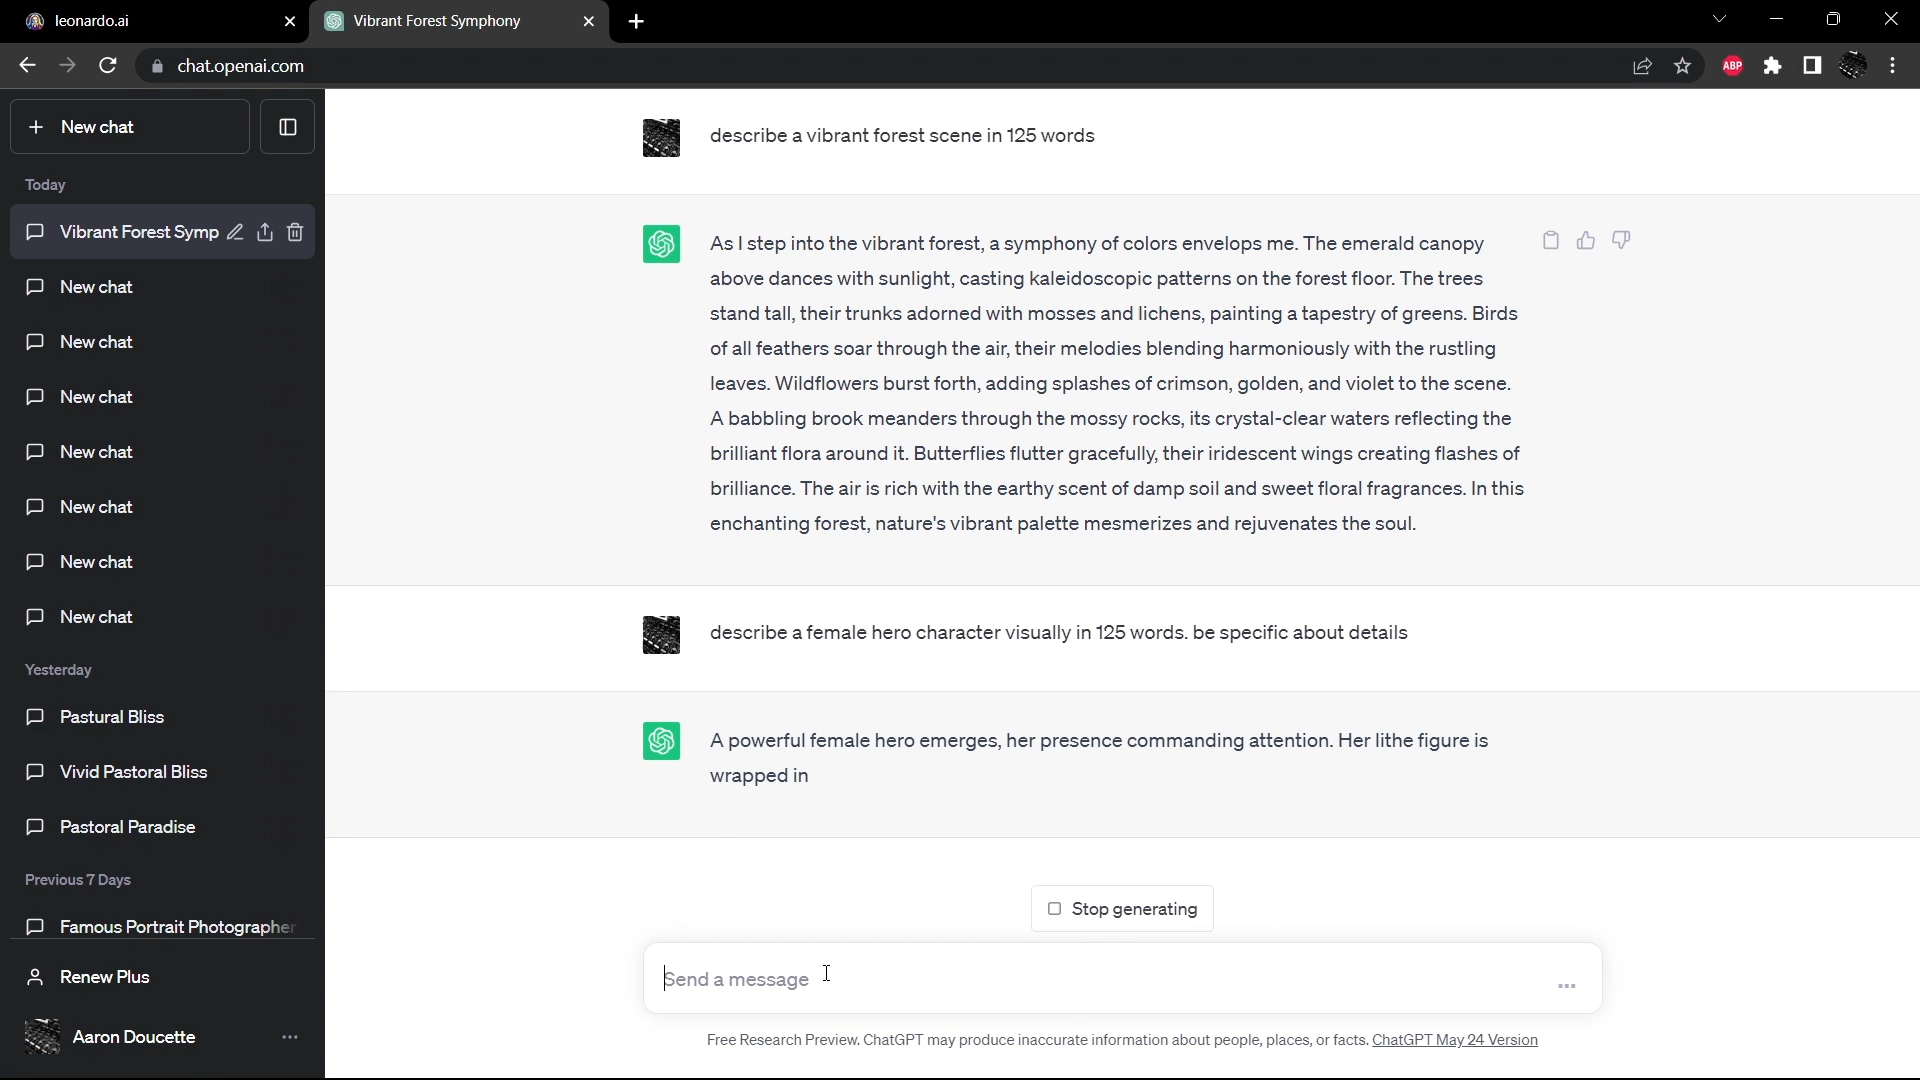 leonardo.ai
Vibrant Forest Symphony
chat.openai.com
ABP
New chat
Today
Vibrant Forest Symp
New chat
New chat
New chat
New chat
New chat
New chat
New chat
Yesterday
Pastural Bliss
Vivid Pastoral Bliss
Pastoral Paradise
Previous 7 Days
Famous Portrait Photographer
Renew Plus
Aaron Doucette
describe a vibrant forest scene in 125 words
As I step into the vibrant forest, a symphony of colors envelops me. The emerald canopy
above dances with sunlight, casting kaleidoscopic patterns on the forest floor. The trees
stand tall, their trunks adorned with mosses and lichens, painting a tapestry of greens. Birds
of all feathers soar through the air, their melodies blending harmoniously with the rustling
leaves. Wildflowers burst forth, adding splashes of crimson, golden, and violet to the scene.
A babbling brook meanders through the mossy rocks, its crystal-clear waters reflecting the
brilliant flora around it. Butterflies flutter gracefully, their iridescent wings creating flashes of
brilliance. The air is rich with the earthy scent of damp soil and sweet floral fragrances. In this
enchanting forest, nature's vibrant palette mesmerizes and rejuvenates the soul.
describe a female hero character visually in 125 words. be specific about details
A powerful female hero emerges, her presence commanding attention. Her lithe figure is
wrapped in
Stop generating
Send a message
Free Research Preview. ChatGPT may produce inaccurate information about people, places, or facts. ChatGPT May 24 Version